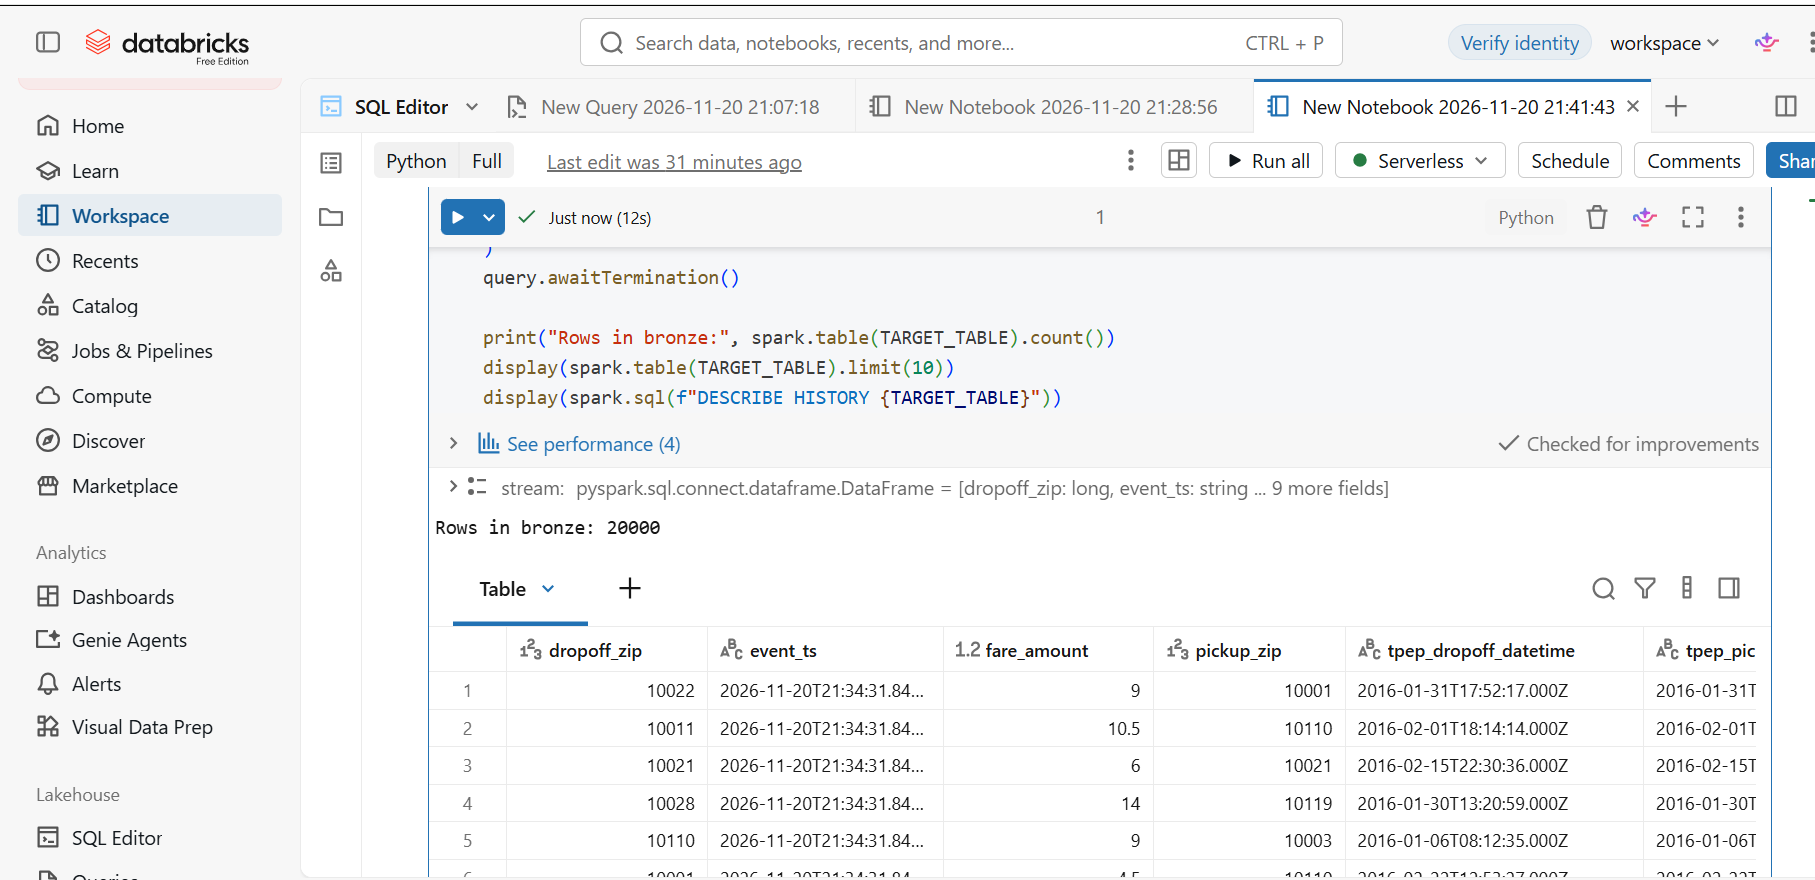 databricks
Free Edition
Search data, notebooks, recents, and more...
CTRL + P
Verify identity
workspace
Home
Learn
Workspace
Recents
Catalog
Jobs & Pipelines
Compute
Discover
Marketplace
Analytics
Dashboards
Genie Agents
Alerts
Visual Data Prep
Lakehouse
SQL Editor
SQL Editor
New Query 2026-11-20 21:07:18
New Notebook 2026-11-20 21:28:56
New Notebook 2026-11-20 21:41:43
Python Full Last edit was 31 minutes ago
Run all
Serverless
Schedule
Comments
Shar
Just now (12s)
1
Python
)
query.awaitTermination()
print("Rows in bronze:", spark.table(TARGET_TABLE).count())
display(spark.table(TARGET_TABLE).limit(10))
display(spark.sql(f"DESCRIBE HISTORY {TARGET_TABLE}"))
See performance (4)
Checked for improvements
stream: pyspark.sql.connect.dataframe.DataFrame = [dropoff_zip: long, event_ts: string ... 9 more fields]
Rows in bronze: 20000
Table
dropoff_zip event_ts 1.2 fare_amount pickup_zip tpep_dropoff_datetime tpep_pic
1 10022 2026-11-20T21:34:31.84... 9 10001 2016-01-31T17:52:17.000Z 2016-01-31T
2 10011 2026-11-20T21:34:31.84... 10.5 10110 2016-02-01T18:14:14.000Z 2016-02-01T
3 10021 2026-11-20T21:34:31.84... 6 10021 2016-02-15T22:30:36.000Z 2016-02-15T
4 10028 2026-11-20T21:34:31.84... 14 10119 2016-01-30T13:20:59.000Z 2016-01-30T
5 10110 2026-11-20T21:34:31.84... 9 10003 2016-01-06T08:12:35.000Z 2016-01-06T